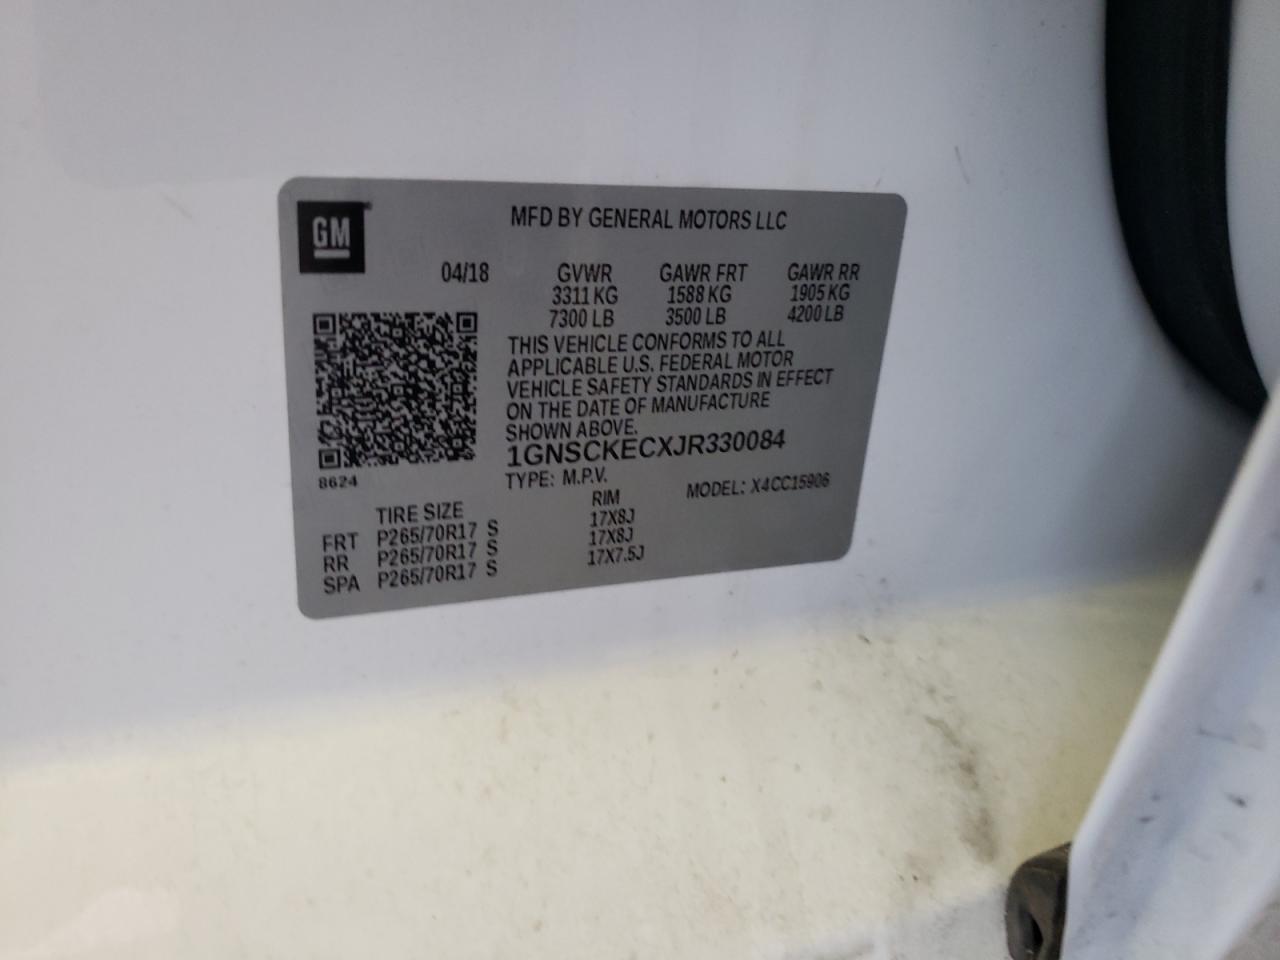 GM
MFD BY GENERAL MOTORS LLC
04/18 GVWR GAWR FRT GAWR RR
3311 KG 1588 KG 1905 KG
7300 LB 3500 LB 4200 LB
THIS VEHICLE CONFORMS TO ALL
APPLICABLE U.S. FEDERAL MOTOR
VEHICLE SAFETY STANDARDS IN EFFECT
ON THE DATE OF MANUFACTURE
SHOWN ABOVE.
1GNSCKECXJR330084
8624
TYPE: M.P.V. MODEL: X4CC15906
TIRE SIZE RIM
FRT P265/70R17 S 17X8J
RR P265/70R17 S 17X8J
SPA P265/70R17 S 17X7.5J